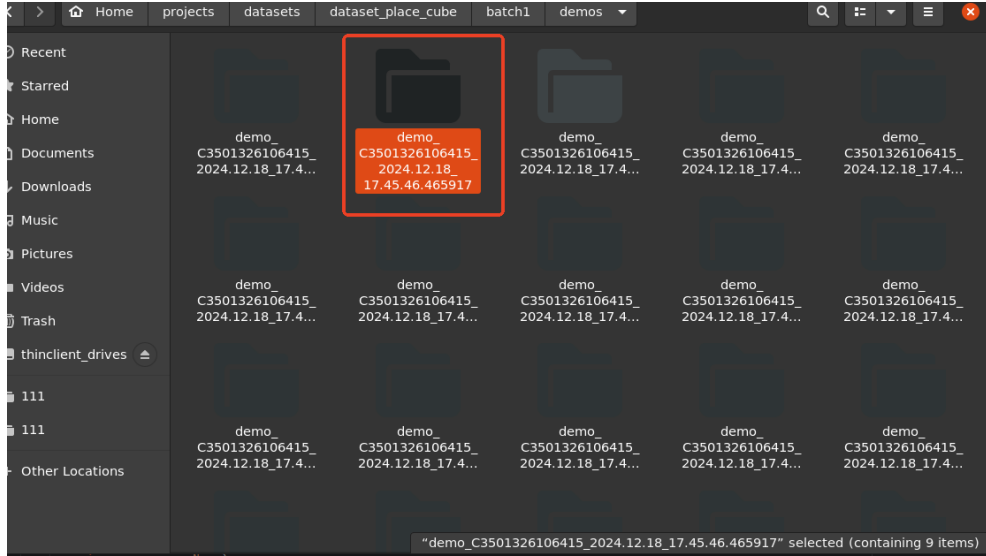 Home projects datasets dataset_place_cube batch1 demos
Recent
Starred
Home
Documents
Downloads
Music
Pictures
Videos
Trash
thinclient_drives
111
111
Other Locations
demo_
C3501326106415_
2024.12.18_17.4...
demo_
C3501326106415_
2024.12.18_
17.45.46.465917
demo_
C3501326106415_
2024.12.18_17.4...
demo_
C3501326106415_
2024.12.18_17.4...
demo_
C3501326106415_
2024.12.18_17.4...
demo_
C3501326106415_
2024.12.18_17.4...
demo_
C3501326106415_
2024.12.18_17.4...
demo_
C3501326106415_
2024.12.18_17.4...
demo_
C3501326106415_
2024.12.18_17.4...
demo_
C3501326106415_
2024.12.18_17.4...
demo_
C3501326106415_
2024.12.18_17.4...
demo_
C3501326106415_
2024.12.18_17.4...
demo_
C3501326106415_
2024.12.18_17.4...
demo_
C3501326106415_
2024.12.18_17.4...
demo_
C3501326106415_
2024.12.18_17.4...
“demo_C3501326106415_2024.12.18_17.45.46.465917” selected (containing 9 items)